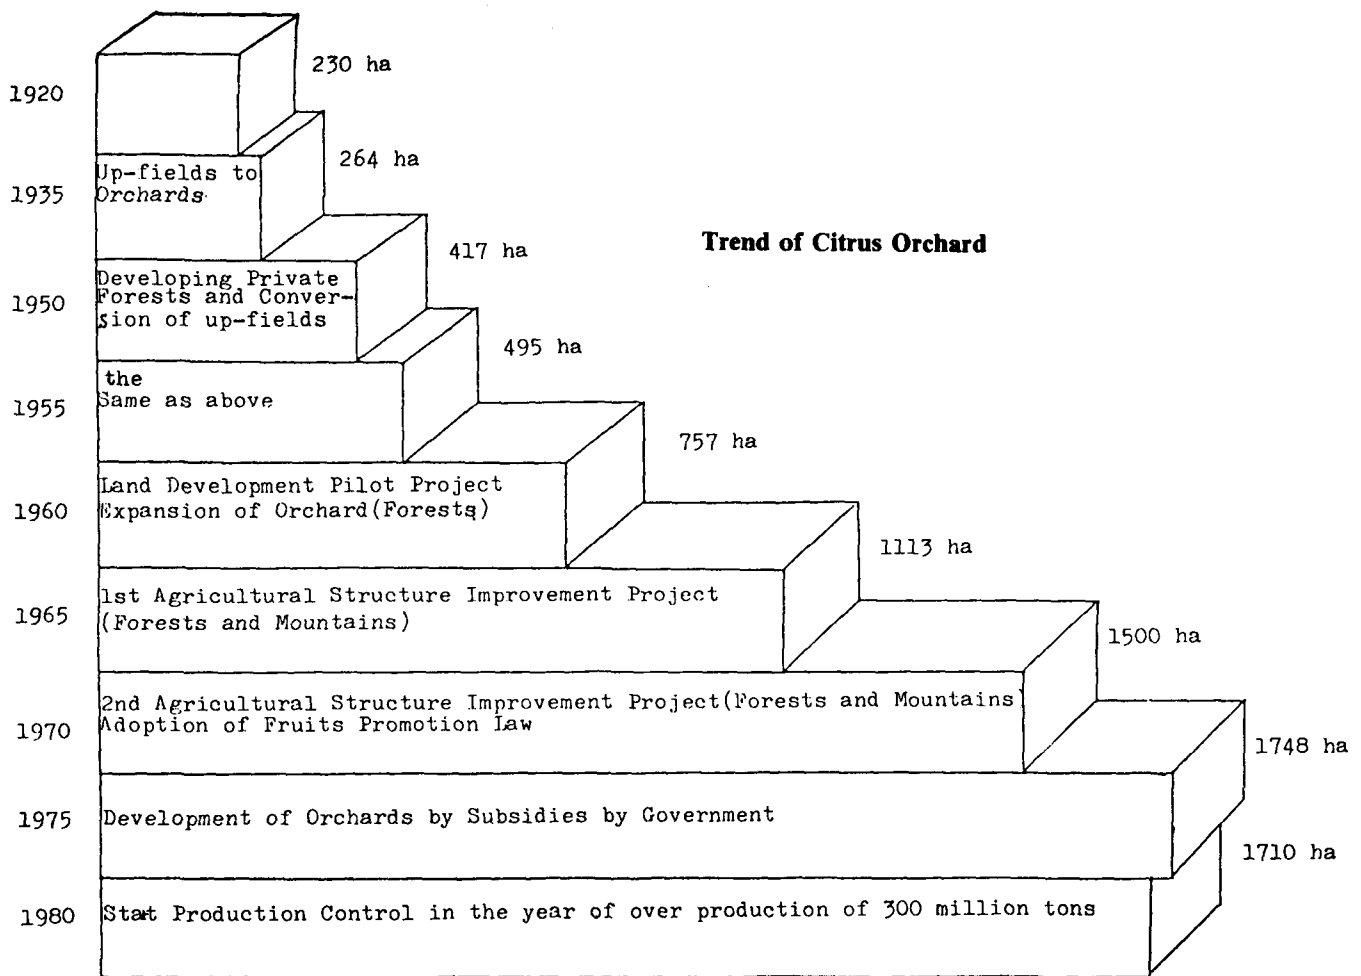 230 ha
1920
264 ha
Up-fields to
1935
Orchards
Trend of Citrus Orchard
417 ha
Developing Private
1950
Forests and Conver-
sion of up-fields
495 ha
the
1955
Same as above
757 ha
Land Development Pilot Project
1960
Expansion of Orchard(Forests)
1113 ha
1st Agricultural Structure Improvement Project
1965
(Forests and Mountains)
1500 ha
2nd Agricultural Structure Improvement Project(Forests and Mountains)
1970
Adoption of Fruits Promotion Law
1748 ha
1975
Development of Orchards by Subsidies by Government
1710 ha
1980
Start Production Control in the year of over production of 300 million tons